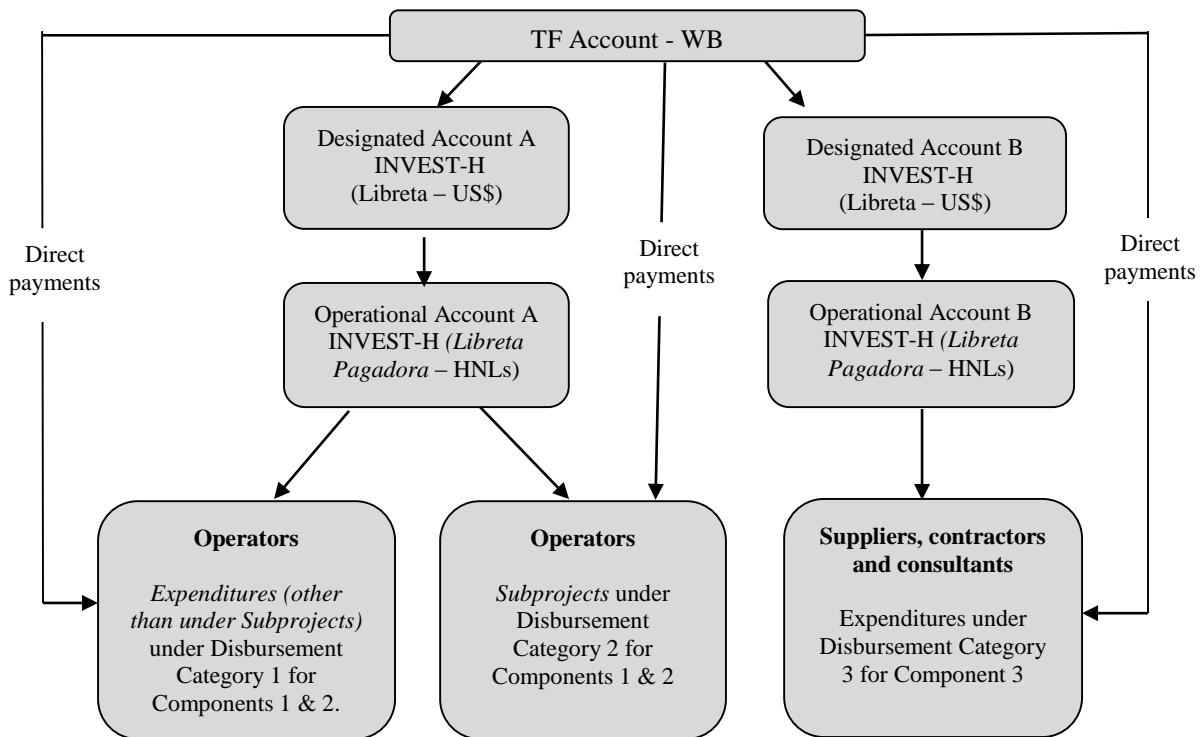 TF Account - WB
Designated Account A
INVEST-H
(Libreta – US$)
Designated Account B
INVEST-H
(Libreta – US$)
Direct
payments
Direct
payments
Direct
payments
Operational Account A
INVEST-H (Libreta
Pagadora – HNLs)
Operational Account B
INVEST-H (Libreta
Pagadora – HNLs)
Operators
Expenditures (other
than under Subprojects)
under Disbursement
Category 1 for
Components 1 & 2.
Operators
Subprojects under
Disbursement
Category 2 for
Components 1 & 2
Suppliers, contractors
and consultants
Expenditures under
Disbursement Category
3 for Component 3